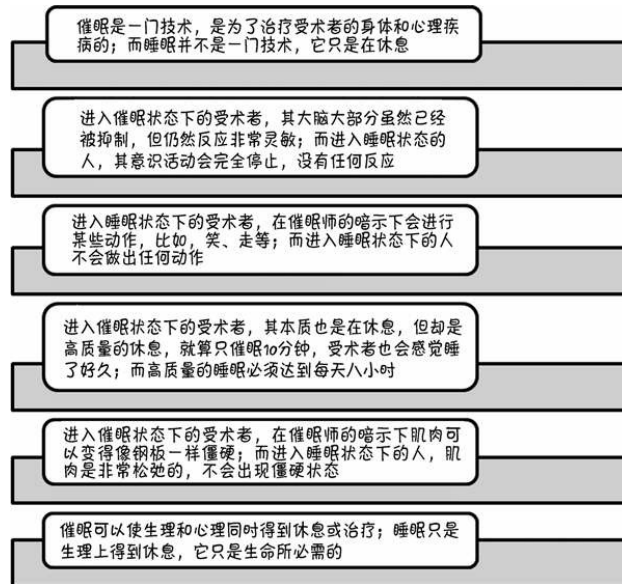 催眠是一门技术，是为了治疗受术者的身体和心理疾
病的；而睡眠并不是一门技术，它只是在休息
进入催眠状态下的受术者，其大脑大部分虽然已经
被抑制，但仍然反应非常灵敏；而进入睡眠状态的
人，其意识活动会完全停止，没有任何反应
进入睡眠状态下的受术者，在催眠师的暗示下会进行
某些动作，比如，笑、走等；而进入睡眠状态下的人
不会做出任何动作
进入催眠状态下的受术者，其本质也是在休息，但却是
高质量的休息，就算只催眠10分钟，受术者也会感觉睡
了好久；而高质量的睡眠必须达到每天八小时
进入催眠状态下的受术者，在催眠师的暗示下肌肉可
以变得像钢板一样僵硬；而进入睡眠状态下的人，肌
肉是非常松弛的，不会出现僵硬状态
催眠可以使生理和心理同时得到休息或治疗；睡眠只是
生理上得到休息，它只是生命所必需的